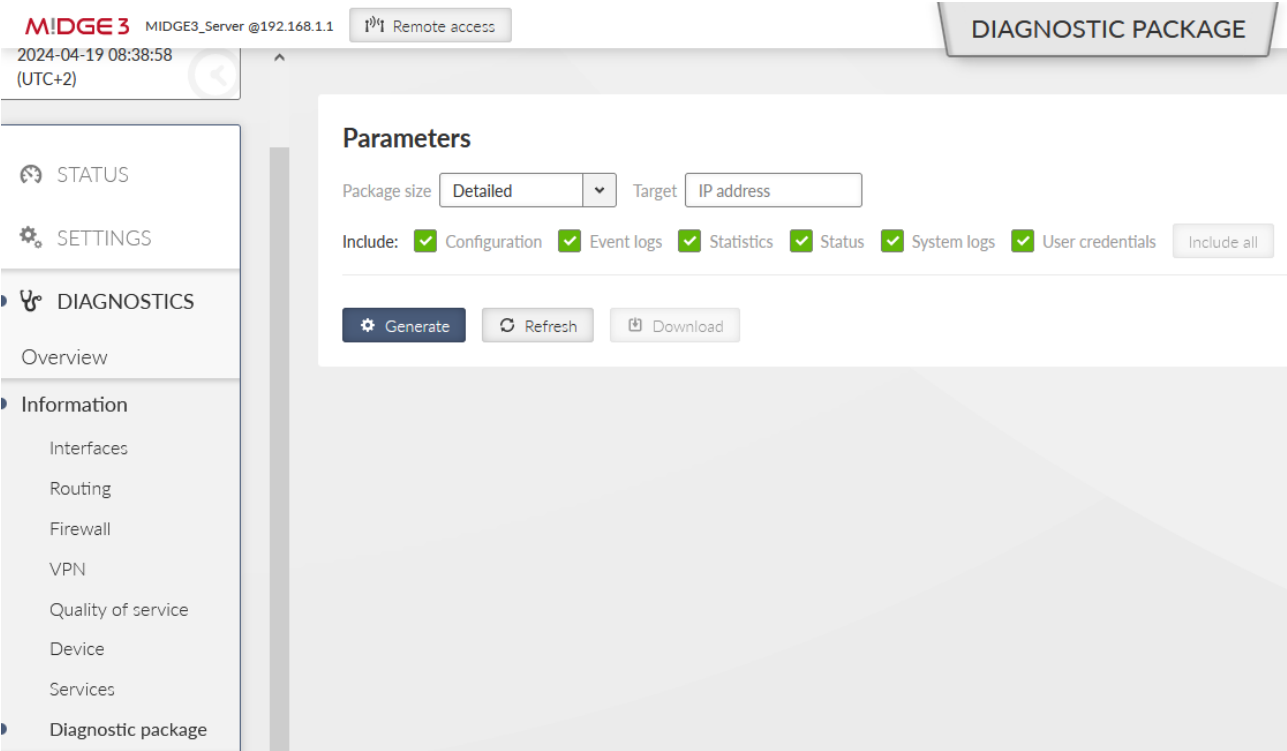 M!DGE 3 MIDGE3_Server @192.168.1.1 Remote access DIAGNOSTIC PACKAGE
2024-04-19 08:38:58
(UTC+2)
STATUS
SETTINGS
DIAGNOSTICS
Overview
Information
Interfaces
Routing
Firewall
VPN
Quality of service
Device
Services
Diagnostic package
Parameters
Package size Detailed Target IP address
Include: Configuration Event logs Statistics Status System logs User credentials Include all
Generate Refresh Download